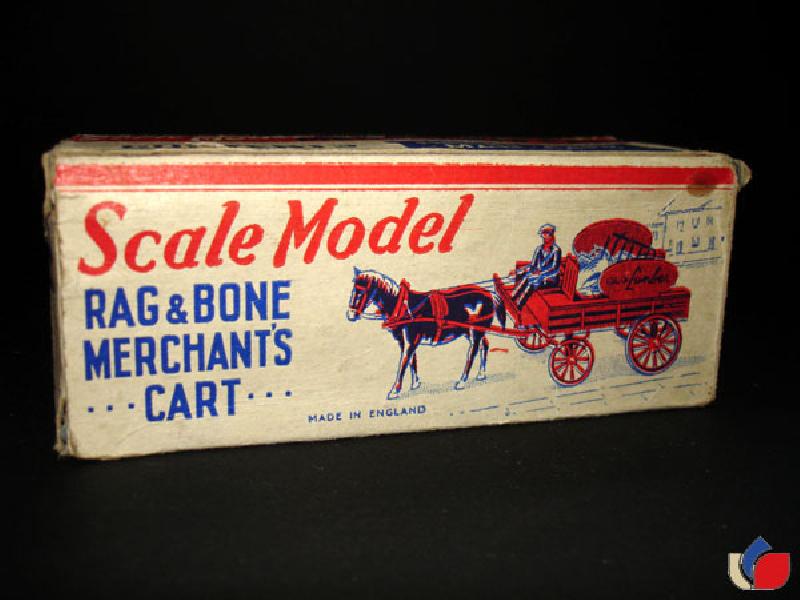 Scale Model
RAG & BONE
MERCHANT'S
...CART...
MADE IN ENGLAND